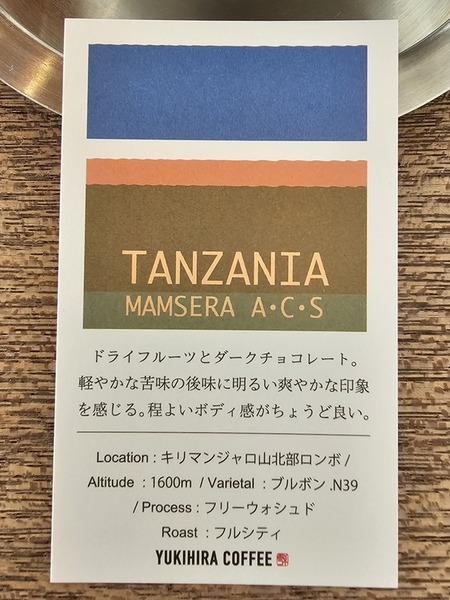 TANZANIA
MAMSERA A・C・S
ドライフルーツとダークチョコレート。
軽やかな苦味の後味に明るい爽やかな印象
を感じる。程よいボディ感がちょうど良い。
Location : キリマンジャロ山北部ロンボ /
Altitude : 1600m / Varietal : ブルボン .N39
/ Process : フリーウォシュド
Roast : フルシティ
YUKIHIRA COFFEE